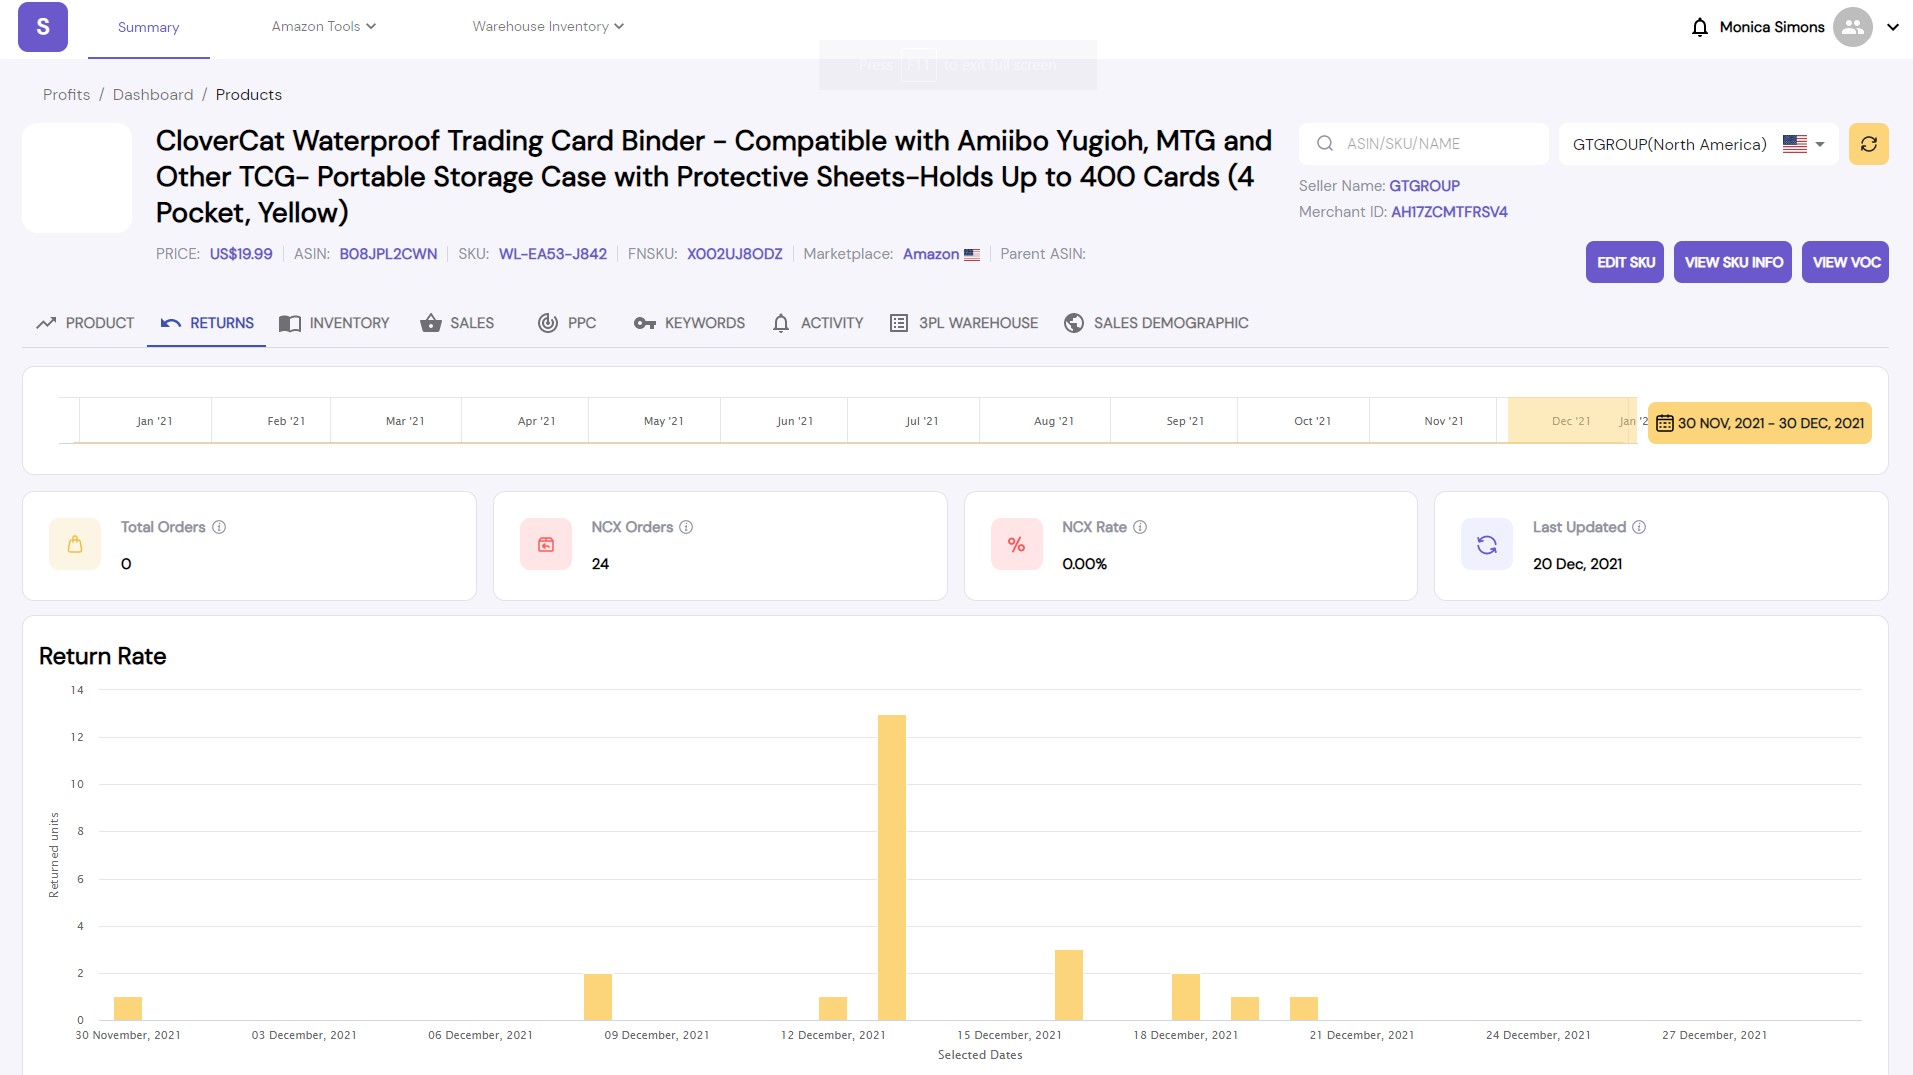 S
Summary
Amazon Tools
Warehouse Inventory
Monica Simons
Press F11 to exit full screen
Profits / Dashboard / Products
CloverCat Waterproof Trading Card Binder - Compatible with Amiibo Yugioh, MTG and
Other TCG- Portable Storage Case with Protective Sheets-Holds Up to 400 Cards (4
Pocket, Yellow)
ASIN/SKU/NAME
GTGROUP(North America)
Seller Name: GTGROUP
Merchant ID: AH17ZCMTFRSV4
PRICE: US$19.99
ASIN: B08JPL2CWN
SKU: WL-EA53-J842
FNSKU: X002UJ8ODZ
Marketplace: Amazon
Parent ASIN:
EDIT SKU
VIEW SKU INFO
VIEW VOC
PRODUCT
RETURNS
INVENTORY
SALES
PPC
KEYWORDS
ACTIVITY
3PL WAREHOUSE
SALES DEMOGRAPHIC
Jan '21
Feb '21
Mar '21
Apr '21
May '21
Jun '21
Jul '21
Aug '21
Sep '21
Oct '21
Nov '21
Dec '21
Jan '2
30 NOV, 2021 - 30 DEC, 2021
Total Orders
0
NCX Orders
24
NCX Rate
0.00%
Last Updated
20 Dec, 2021
Return Rate
14
12
10
8
6
4
2
0
Returned units
30 November, 2021
03 December, 2021
06 December, 2021
09 December, 2021
12 December, 2021
15 December, 2021
18 December, 2021
21 December, 2021
24 December, 2021
27 December, 2021
Selected Dates